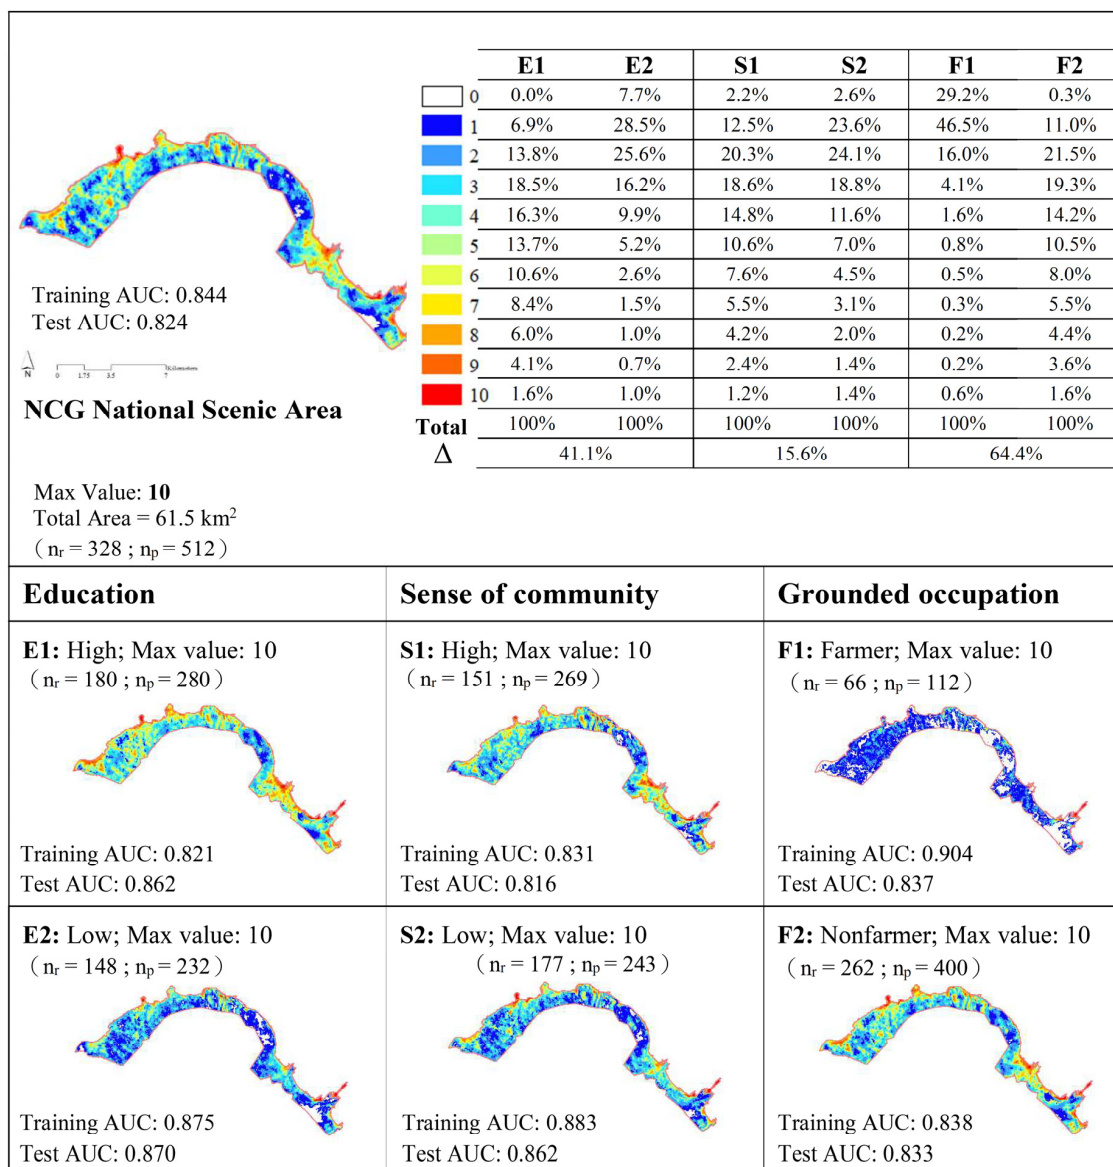 E1 E2 S1 S2 F1 F2
0 0.0% 7.7% 2.2% 2.6% 29.2% 0.3%
1 6.9% 28.5% 12.5% 23.6% 46.5% 11.0%
2 13.8% 25.6% 20.3% 24.1% 16.0% 21.5%
3 18.5% 16.2% 18.6% 18.8% 4.1% 19.3%
4 16.3% 9.9% 14.8% 11.6% 1.6% 14.2%
5 13.7% 5.2% 10.6% 7.0% 0.8% 10.5%
6 10.6% 2.6% 7.6% 4.5% 0.5% 8.0%
7 8.4% 1.5% 5.5% 3.1% 0.3% 5.5%
8 6.0% 1.0% 4.2% 2.0% 0.2% 4.4%
9 4.1% 0.7% 2.4% 1.4% 0.2% 3.6%
10 1.6% 1.0% 1.2% 1.4% 0.6% 1.6%
Total 100% 100% 100% 100% 100% 100%
Δ 41.1% 15.6% 64.4%
Training AUC: 0.844
Test AUC: 0.824
N 0 1.75 3.5 7 Kilometers
NCG National Scenic Area
Max Value: 10
Total Area = 61.5 km²
( nr = 328 ; np = 512 )
Education Sense of community Grounded occupation
E1: High; Max value: 10
( nr = 180 ; np = 280 )
Training AUC: 0.821
Test AUC: 0.862
S1: High; Max value: 10
( nr = 151 ; np = 269 )
Training AUC: 0.831
Test AUC: 0.816
F1: Farmer; Max value: 10
( nr = 66 ; np = 112 )
Training AUC: 0.904
Test AUC: 0.837
E2: Low; Max value: 10
( nr = 148 ; np = 232 )
Training AUC: 0.875
Test AUC: 0.870
S2: Low; Max value: 10
( nr = 177 ; np = 243 )
Training AUC: 0.883
Test AUC: 0.862
F2: Nonfarmer; Max value: 10
( nr = 262 ; np = 400 )
Training AUC: 0.838
Test AUC: 0.833